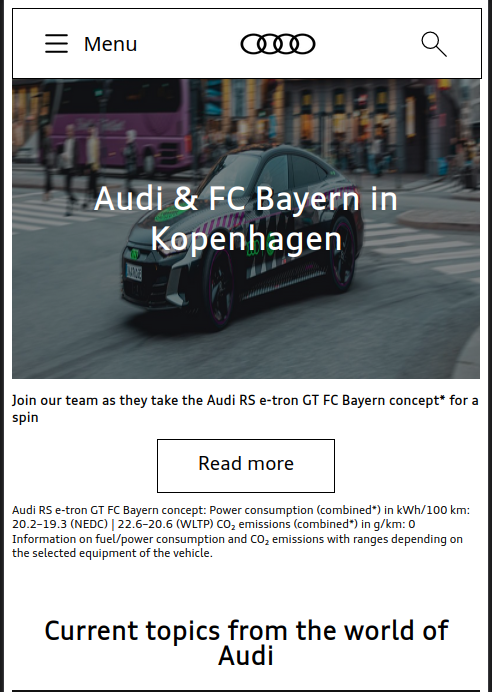 Menu
Audi & FC Bayern in
Kopenhagen
Join our team as they take the Audi RS e-tron GT FC Bayern concept* for a
spin
Read more
Audi RS e-tron GT FC Bayern concept: Power consumption (combined*) in kWh/100 km:
20.2–19.3 (NEDC) | 22.6–20.6 (WLTP) CO₂ emissions (combined*) in g/km: 0
Information on fuel/power consumption and CO₂ emissions with ranges depending on
the selected equipment of the vehicle.
Current topics from the world of
Audi